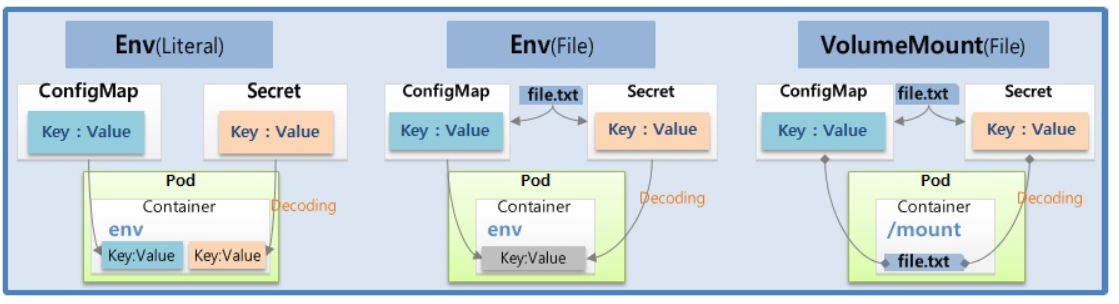 Env(Literal)
ConfigMap
Secret
Key : Value
Key : Value
Pod
Container
Decoding
env
Key:Value
Key:Value
Env(File)
ConfigMap
file.txt
Secret
Key : Value
Key : Value
Pod
Container
Decoding
env
Key:Value
VolumeMount(File)
ConfigMap
file.txt
Secret
Key : Value
Key : Value
Pod
Container
Decoding
/mount
file.txt